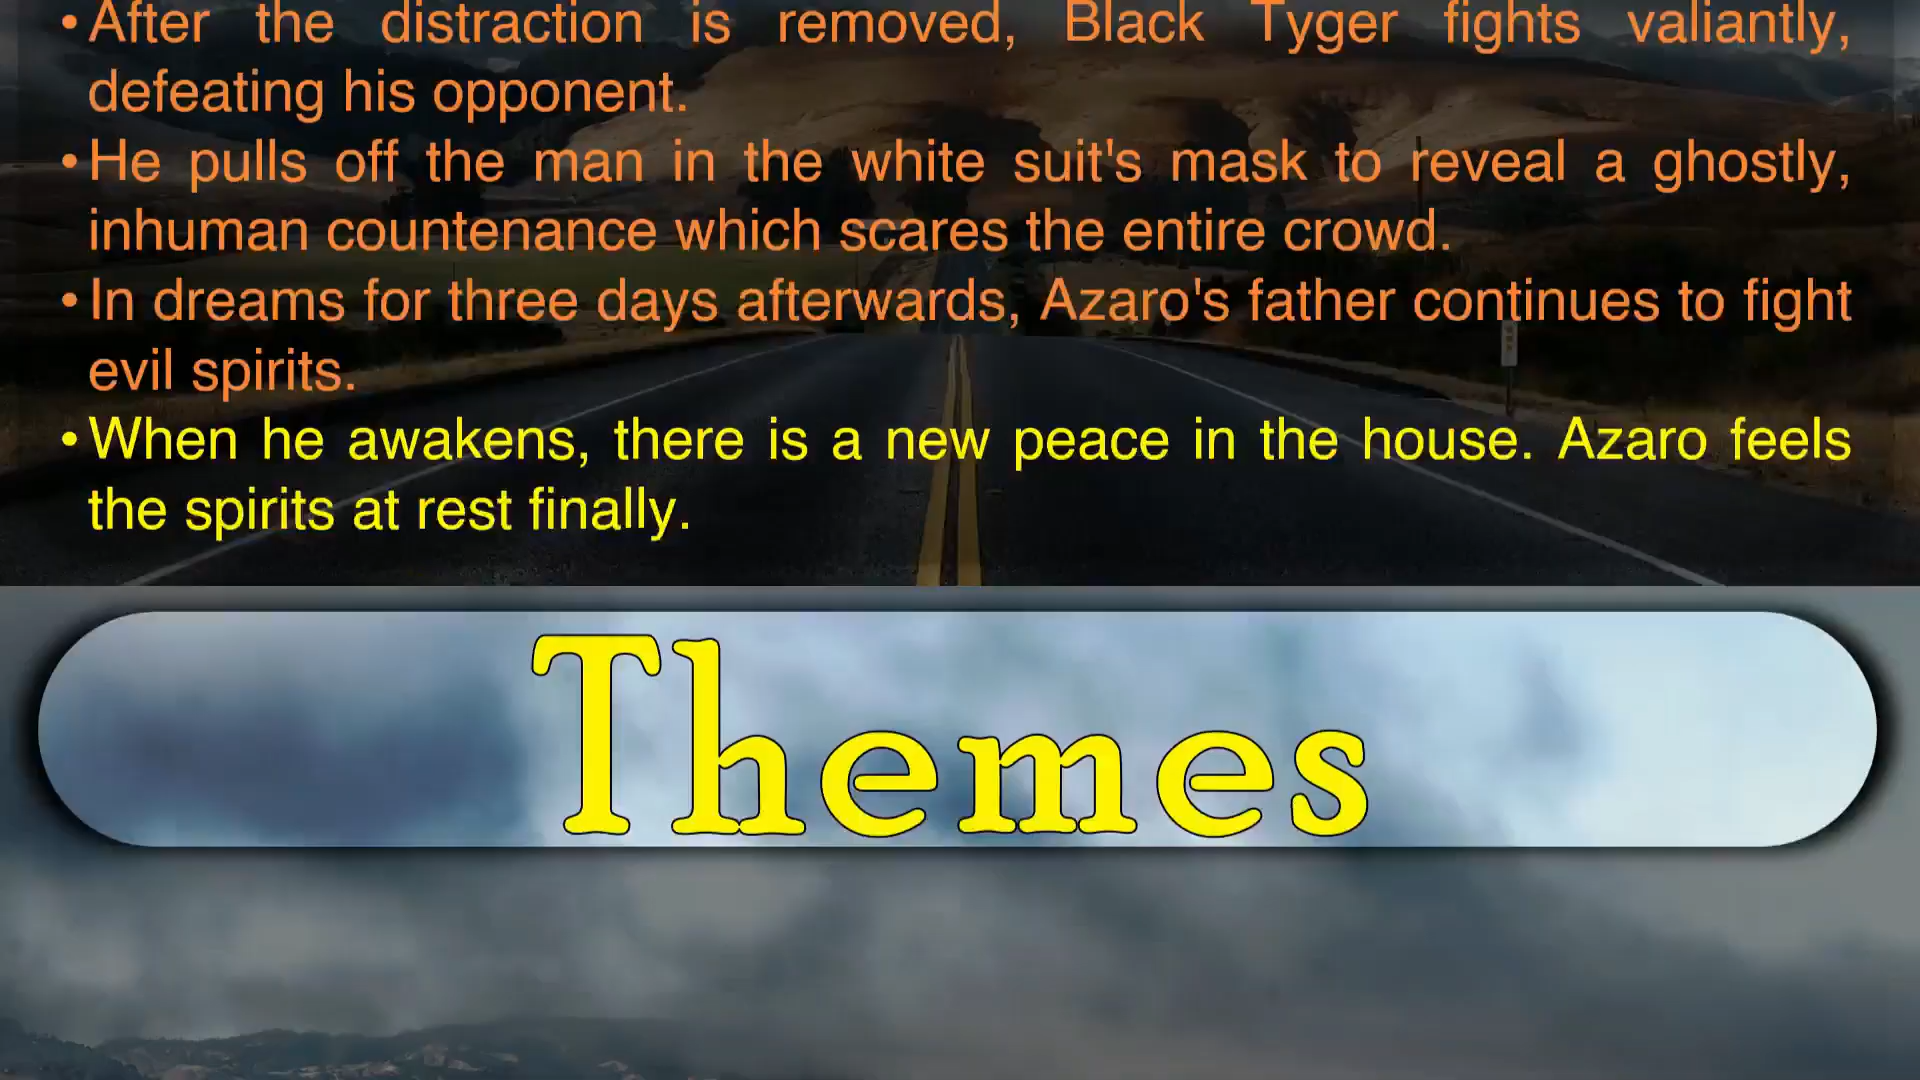 •After the distraction is removed, Black Tyger fights valiantly,
defeating his opponent.
•He pulls off the man in the white suit's mask to reveal a ghostly,
inhuman countenance which scares the entire crowd.
•In dreams for three days afterwards, Azaro's father continues to fight
evil spirits.
•When he awakens, there is a new peace in the house. Azaro feels
the spirits at rest finally.
Themes